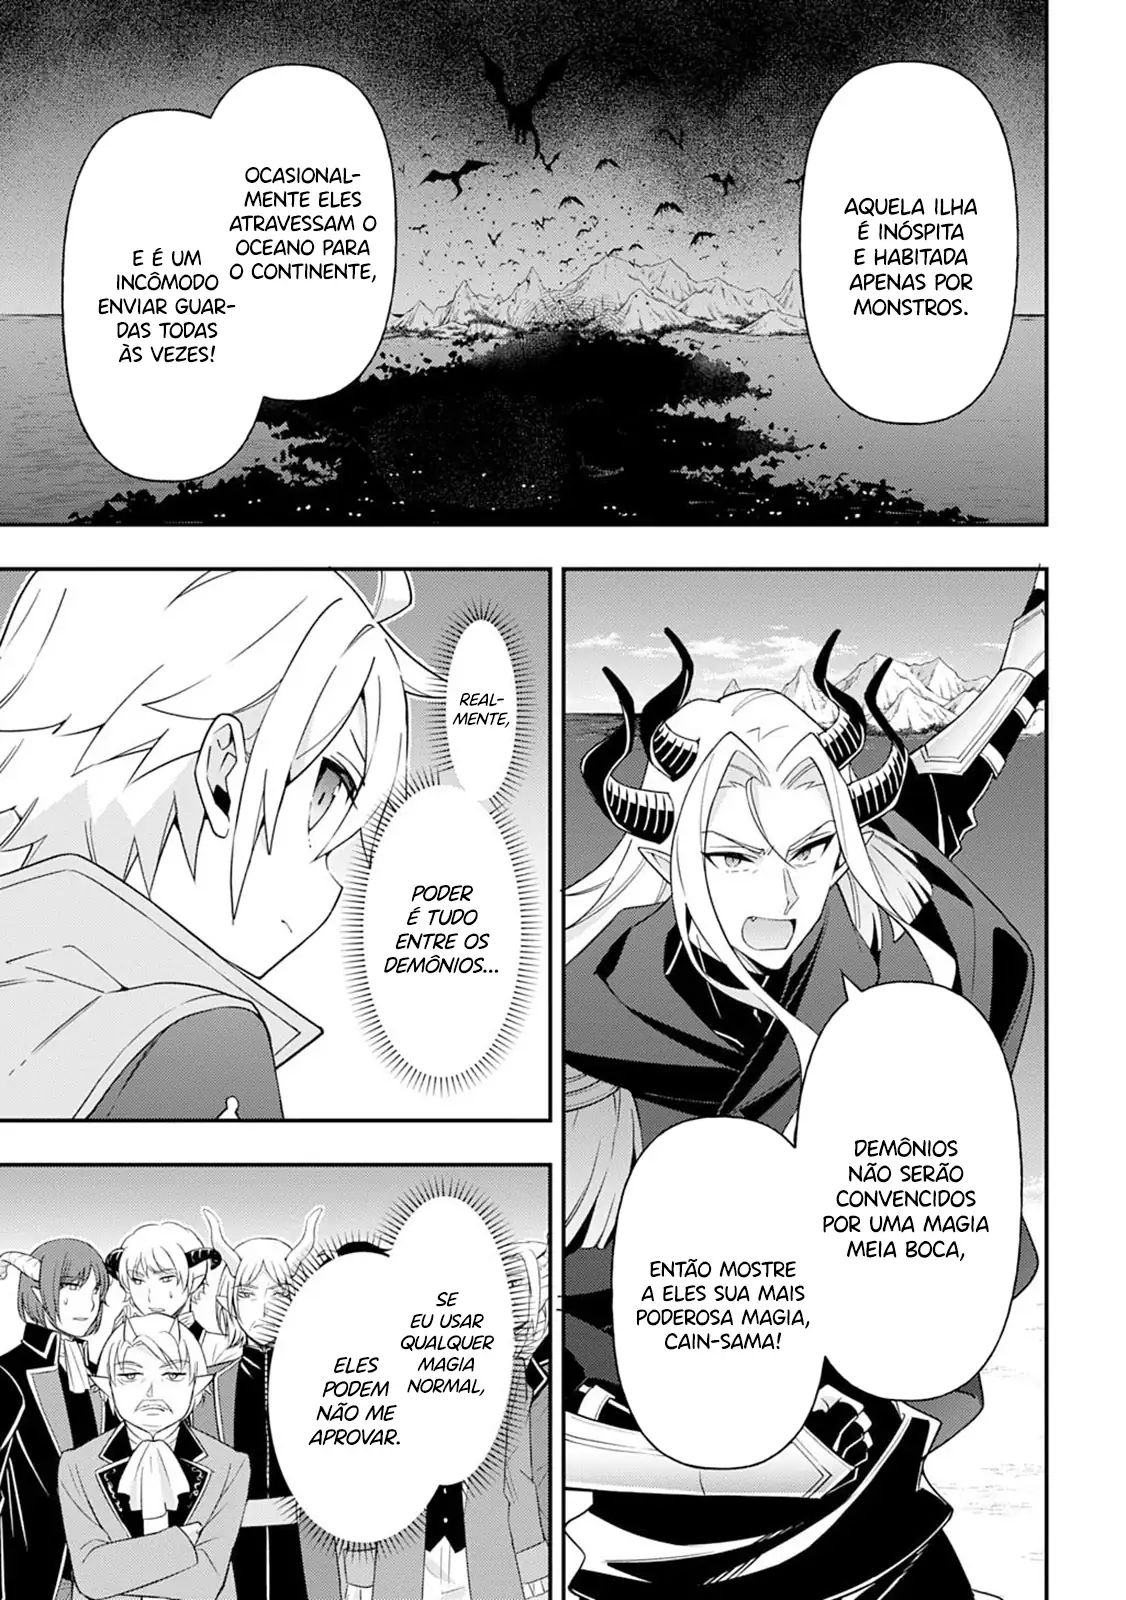 AQUELA ILHA
É INÓSPITA
E HABITADA
APENAS POR
MONSTROS.
OCASIONAL-
MENTE ELES
ATRAVESSAM O
OCEANO PARA
O CONTINENTE,
E É UM
INCÔMODO
ENVIAR GUAR-
DAS TODAS
ÀS VEZES!
DEMÔNIOS
NÃO SERÃO
CONVENCIDOS
POR UMA MAGIA
MEIA BOCA,
ENTÃO MOSTRE
A ELES SUA MAIS
PODEROSA MAGIA,
CAIN-SAMA!
REAL-
MENTE,
PODER
É TUDO
ENTRE OS
DEMÔNIOS...
SE
EU USAR
QUALQUER
MAGIA
NORMAL,
ELES
PODEM
NÃO ME
APROVAR.